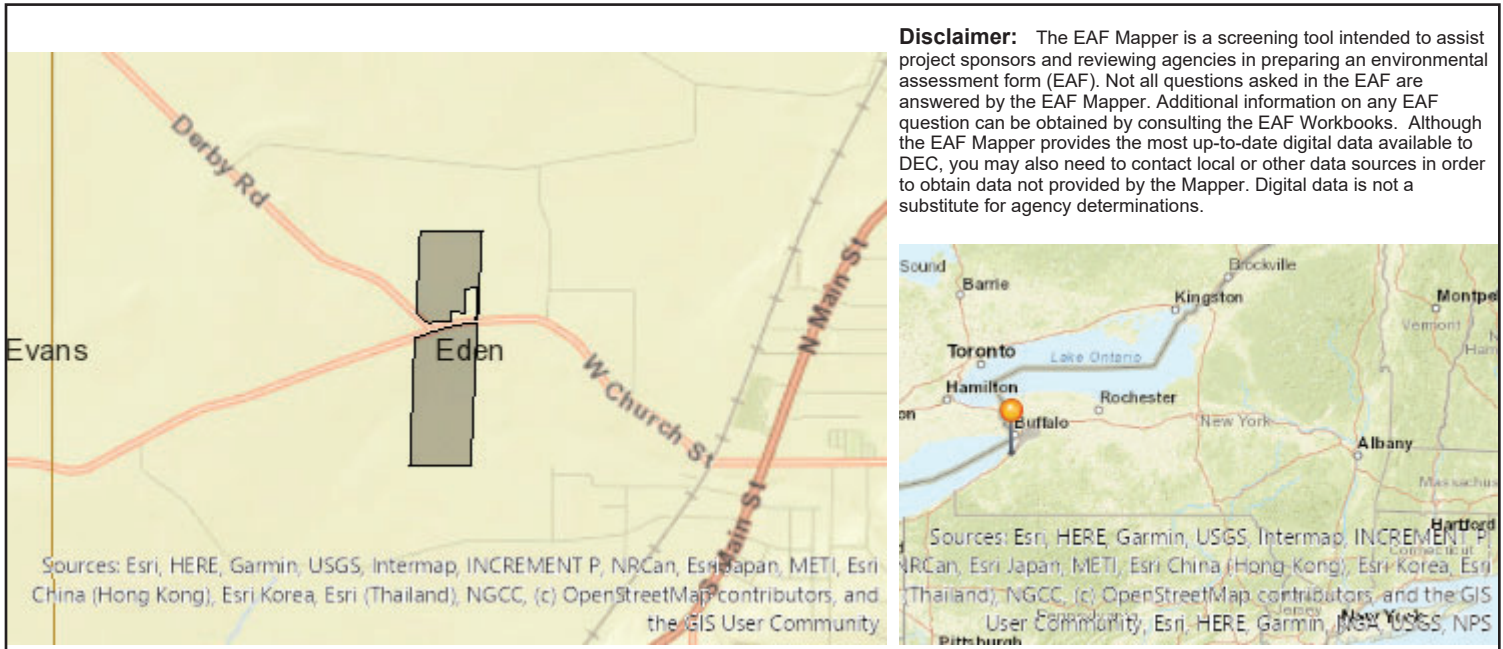 Disclaimer: The EAF Mapper is a screening tool intended to assist
project sponsors and reviewing agencies in preparing an environmental
assessment form (EAF). Not all questions asked in the EAF are
answered by the EAF Mapper. Additional information on any EAF
question can be obtained by consulting the EAF Workbooks. Although
the EAF Mapper provides the most up-to-date digital data available to
DEC, you may also need to contact local or other data sources in order
to obtain data not provided by the Mapper. Digital data is not a
substitute for agency determinations.
Derby Rd
N Main St
Evans
Eden
W Church St
S Main St
Sources: Esri, HERE, Garmin, USGS, Intermap, INCREMENT P, NRCan, Esri Japan, METI, Esri
China (Hong Kong), Esri Korea, Esri (Thailand), NGCC, (c) OpenStreetMap contributors, and
the GIS User Community
Sound
Barrie
Brockville
Kingston
Montpe
Vermont
Toronto
Lake Ontario
Ham
Hamilton
Rochester
on
Buffalo
New York
Albany
Massachus
Hartford
Sources: Esri, HERE, Garmin, USGS, Intermap, INCREMENT P,
Connecticut
NRCan, Esri Japan, METI, Esri China (Hong Kong), Esri Korea, Esri
(Thailand), NGCC, (c) OpenStreetMap contributors, and the GIS
Pennsylvania
Jersey
New York
User Community, Esri, HERE, Garmin, NGA, USGS, NPS
Pittsburgh